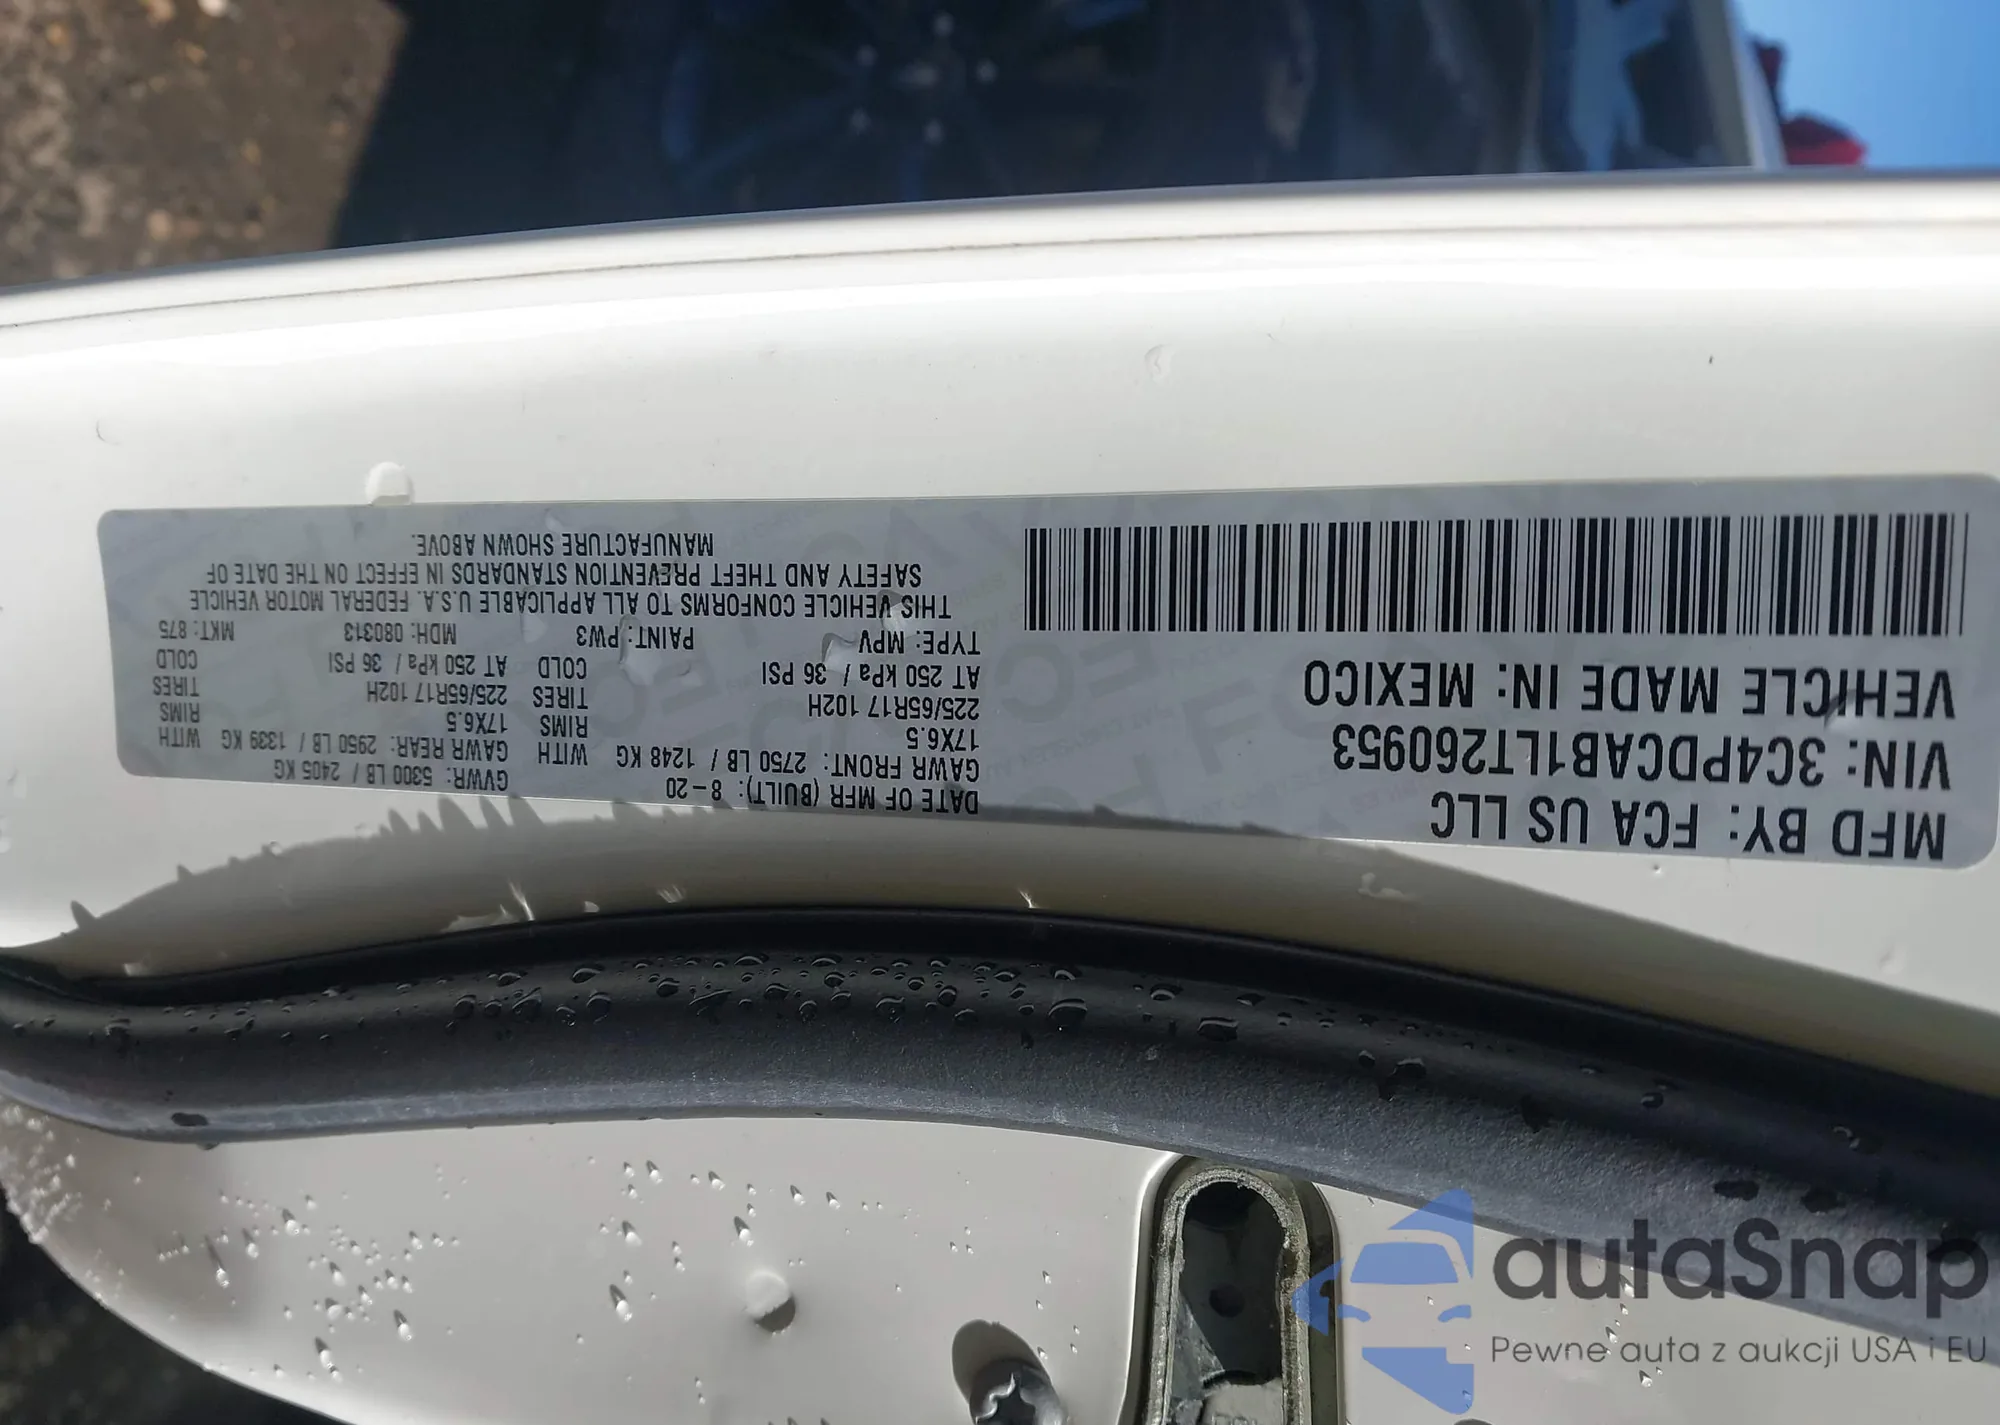 MFD BY: FCA US LLC
VIN: 3C4PDCAB1LT260953
VEHICLE MADE IN: MEXICO
DATE OF MFR (BUILT): 8-20 GVWR: 5300 LB / 2405 KG
GAWR FRONT: 2750 LB / 1248 KG WITH GAWR REAR: 2950 LB / 1339 KG WITH
17X6.5 RIMS 17X6.5 RIMS
225/65R17 102H TIRES 225/65R17 102H TIRES
AT 250 kPa / 36 PSI COLD AT 250 kPa / 36 PSI COLD
TYPE: MPV PAINT: PW3 MDH: 080313 MKT: 875
THIS VEHICLE CONFORMS TO ALL APPLICABLE U.S.A. FEDERAL MOTOR VEHICLE
SAFETY AND THEFT PREVENTION STANDARDS IN EFFECT ON THE DATE OF
MANUFACTURE SHOWN ABOVE.
autaSnap
Pewne auta z aukcji USA i EU